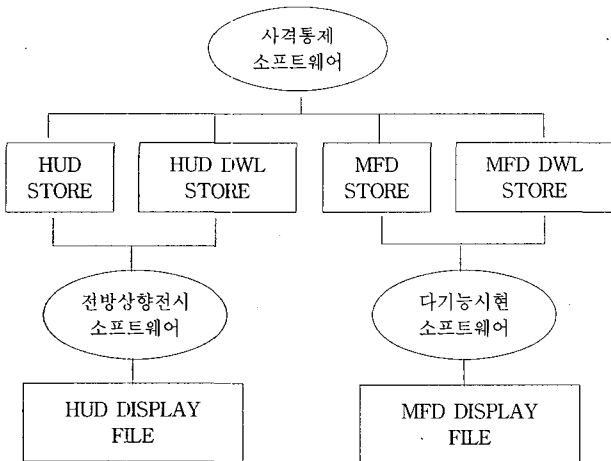 사격통제
소프트웨어
HUD
STORE
HUD DWL
STORE
MFD
STORE
MFD DWL
STORE
전방상향전시
소프트웨어
다기능시현
소프트웨어
HUD DISPLAY
FILE
MFD DISPLAY
FILE